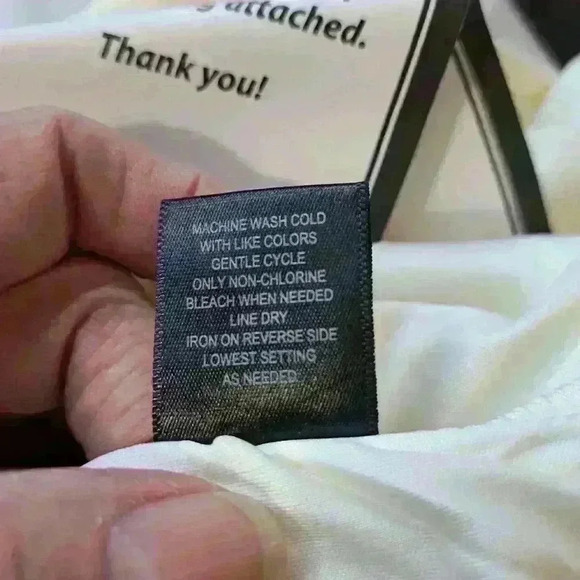 attached.
Thank you!
MACHINE WASH COLD
WITH LIKE COLORS
GENTLE CYCLE
ONLY NON-CHLORINE
BLEACH WHEN NEEDED
LINE DRY
IRON ON REVERSE SIDE
LOWEST SETTING
AS NEEDED